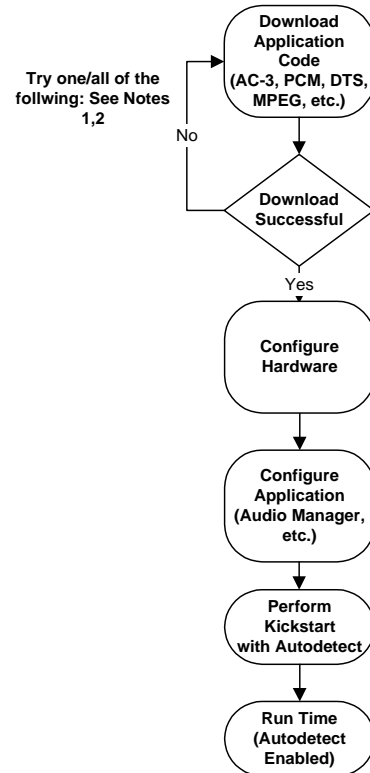 Download
Application
Code
(AC-3, PCM, DTS,
MPEG, etc.)
Try one/all of the
follwing: See Notes
1,2
No
Download
Successful
Yes
Configure
Hardware
Configure
Application
(Audio Manager,
etc.)
Perform
Kickstart
with Autodetect
Run Time
(Autodetect
Enabled)